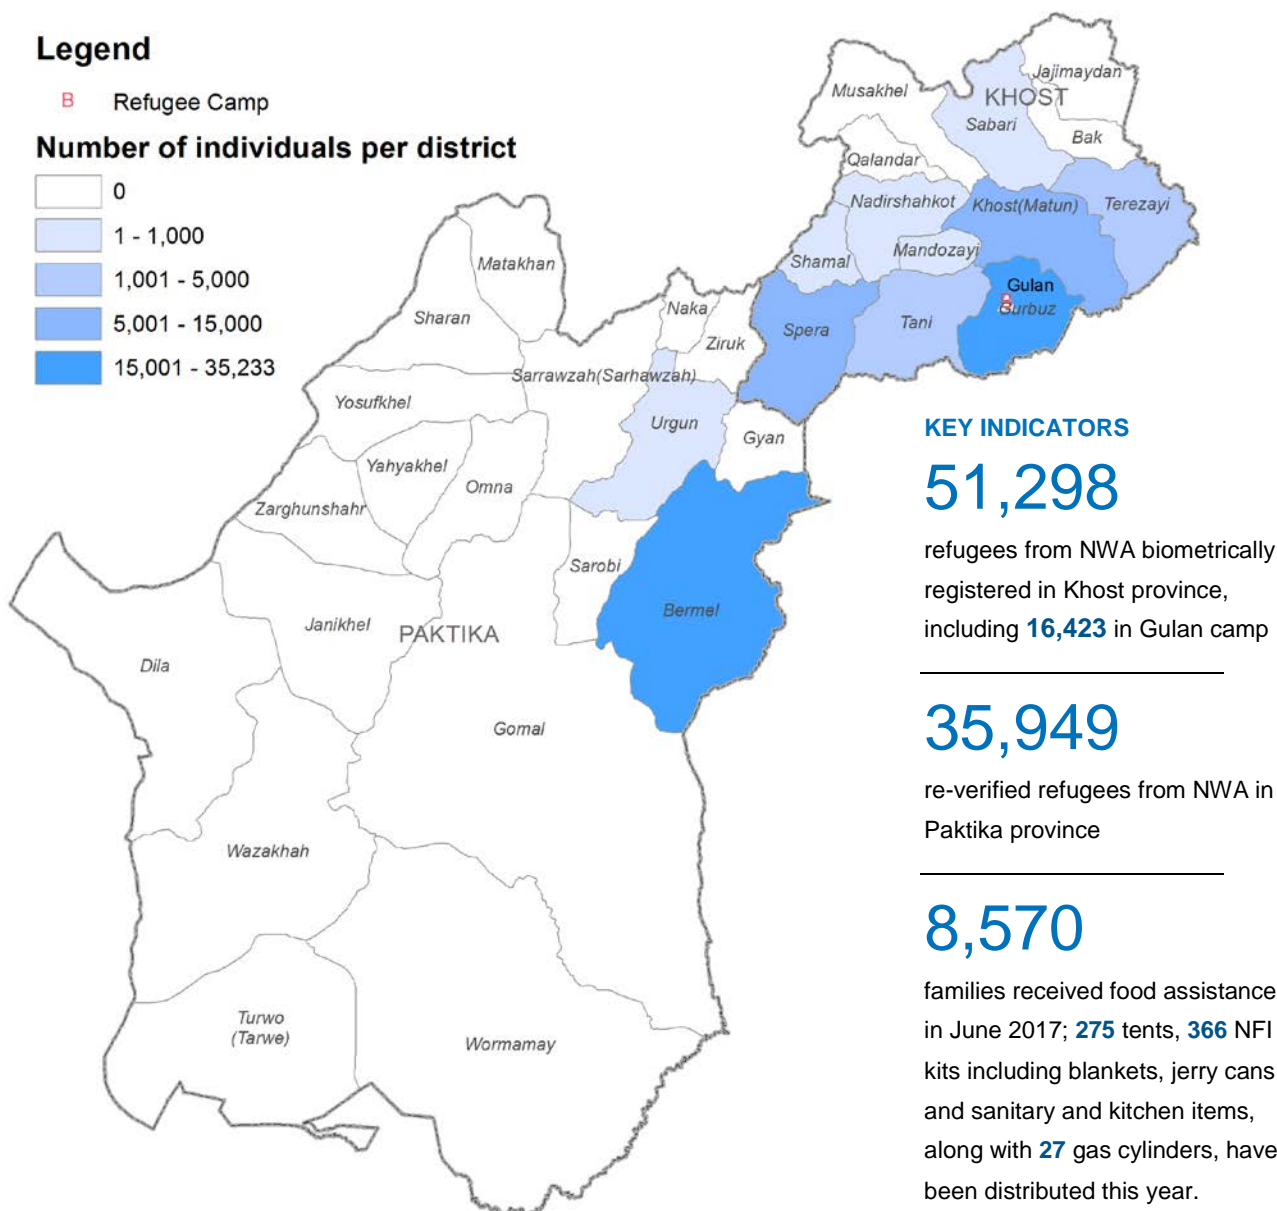 Legend
B Refugee Camp
Number of individuals per district
0
1 - 1,000
1,001 - 5,000
5,001 - 15,000
15,001 - 35,233
Jajimaydan
Musakhel
KHOST
Sabari
Bak
Qalandar
Nadirshahkot
Khost(Matun)
Terezayi
Mandozayi
Shamal
Gulan
B
Gurbuz
Spera
Tani
Matakhan
Naka
Sharan
Ziruk
Sarrawzah(Sarhawzah)
Yosufkhel
Urgun
Gyan
Yahyakhel
Omna
Zarghunshahr
Sarobi
Bermel
Janikhel
PAKTIKA
Dila
Gomal
Wazakhah
Turwo
(Tarwe)
Wormamay
KEY INDICATORS
51,298
refugees from NWA biometrically
registered in Khost province,
including 16,423 in Gulan camp
35,949
re-verified refugees from NWA in
Paktika province
8,570
families received food assistance
in June 2017; 275 tents, 366 NFI
kits including blankets, jerry cans
and sanitary and kitchen items,
along with 27 gas cylinders, have
been distributed this year.